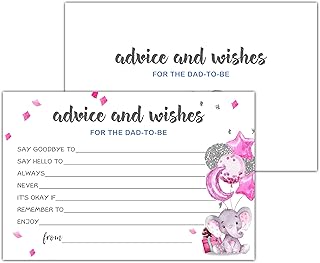 advice and wishes
FOR THE DAD-TO-BE
advice and wishes
FOR THE DAD-TO-BE
SAY GOODBYE TO
SAY HELLO TO
ALWAYS
NEVER
IT'S OKAY IF
REMEMBER TO
ENJOY
from